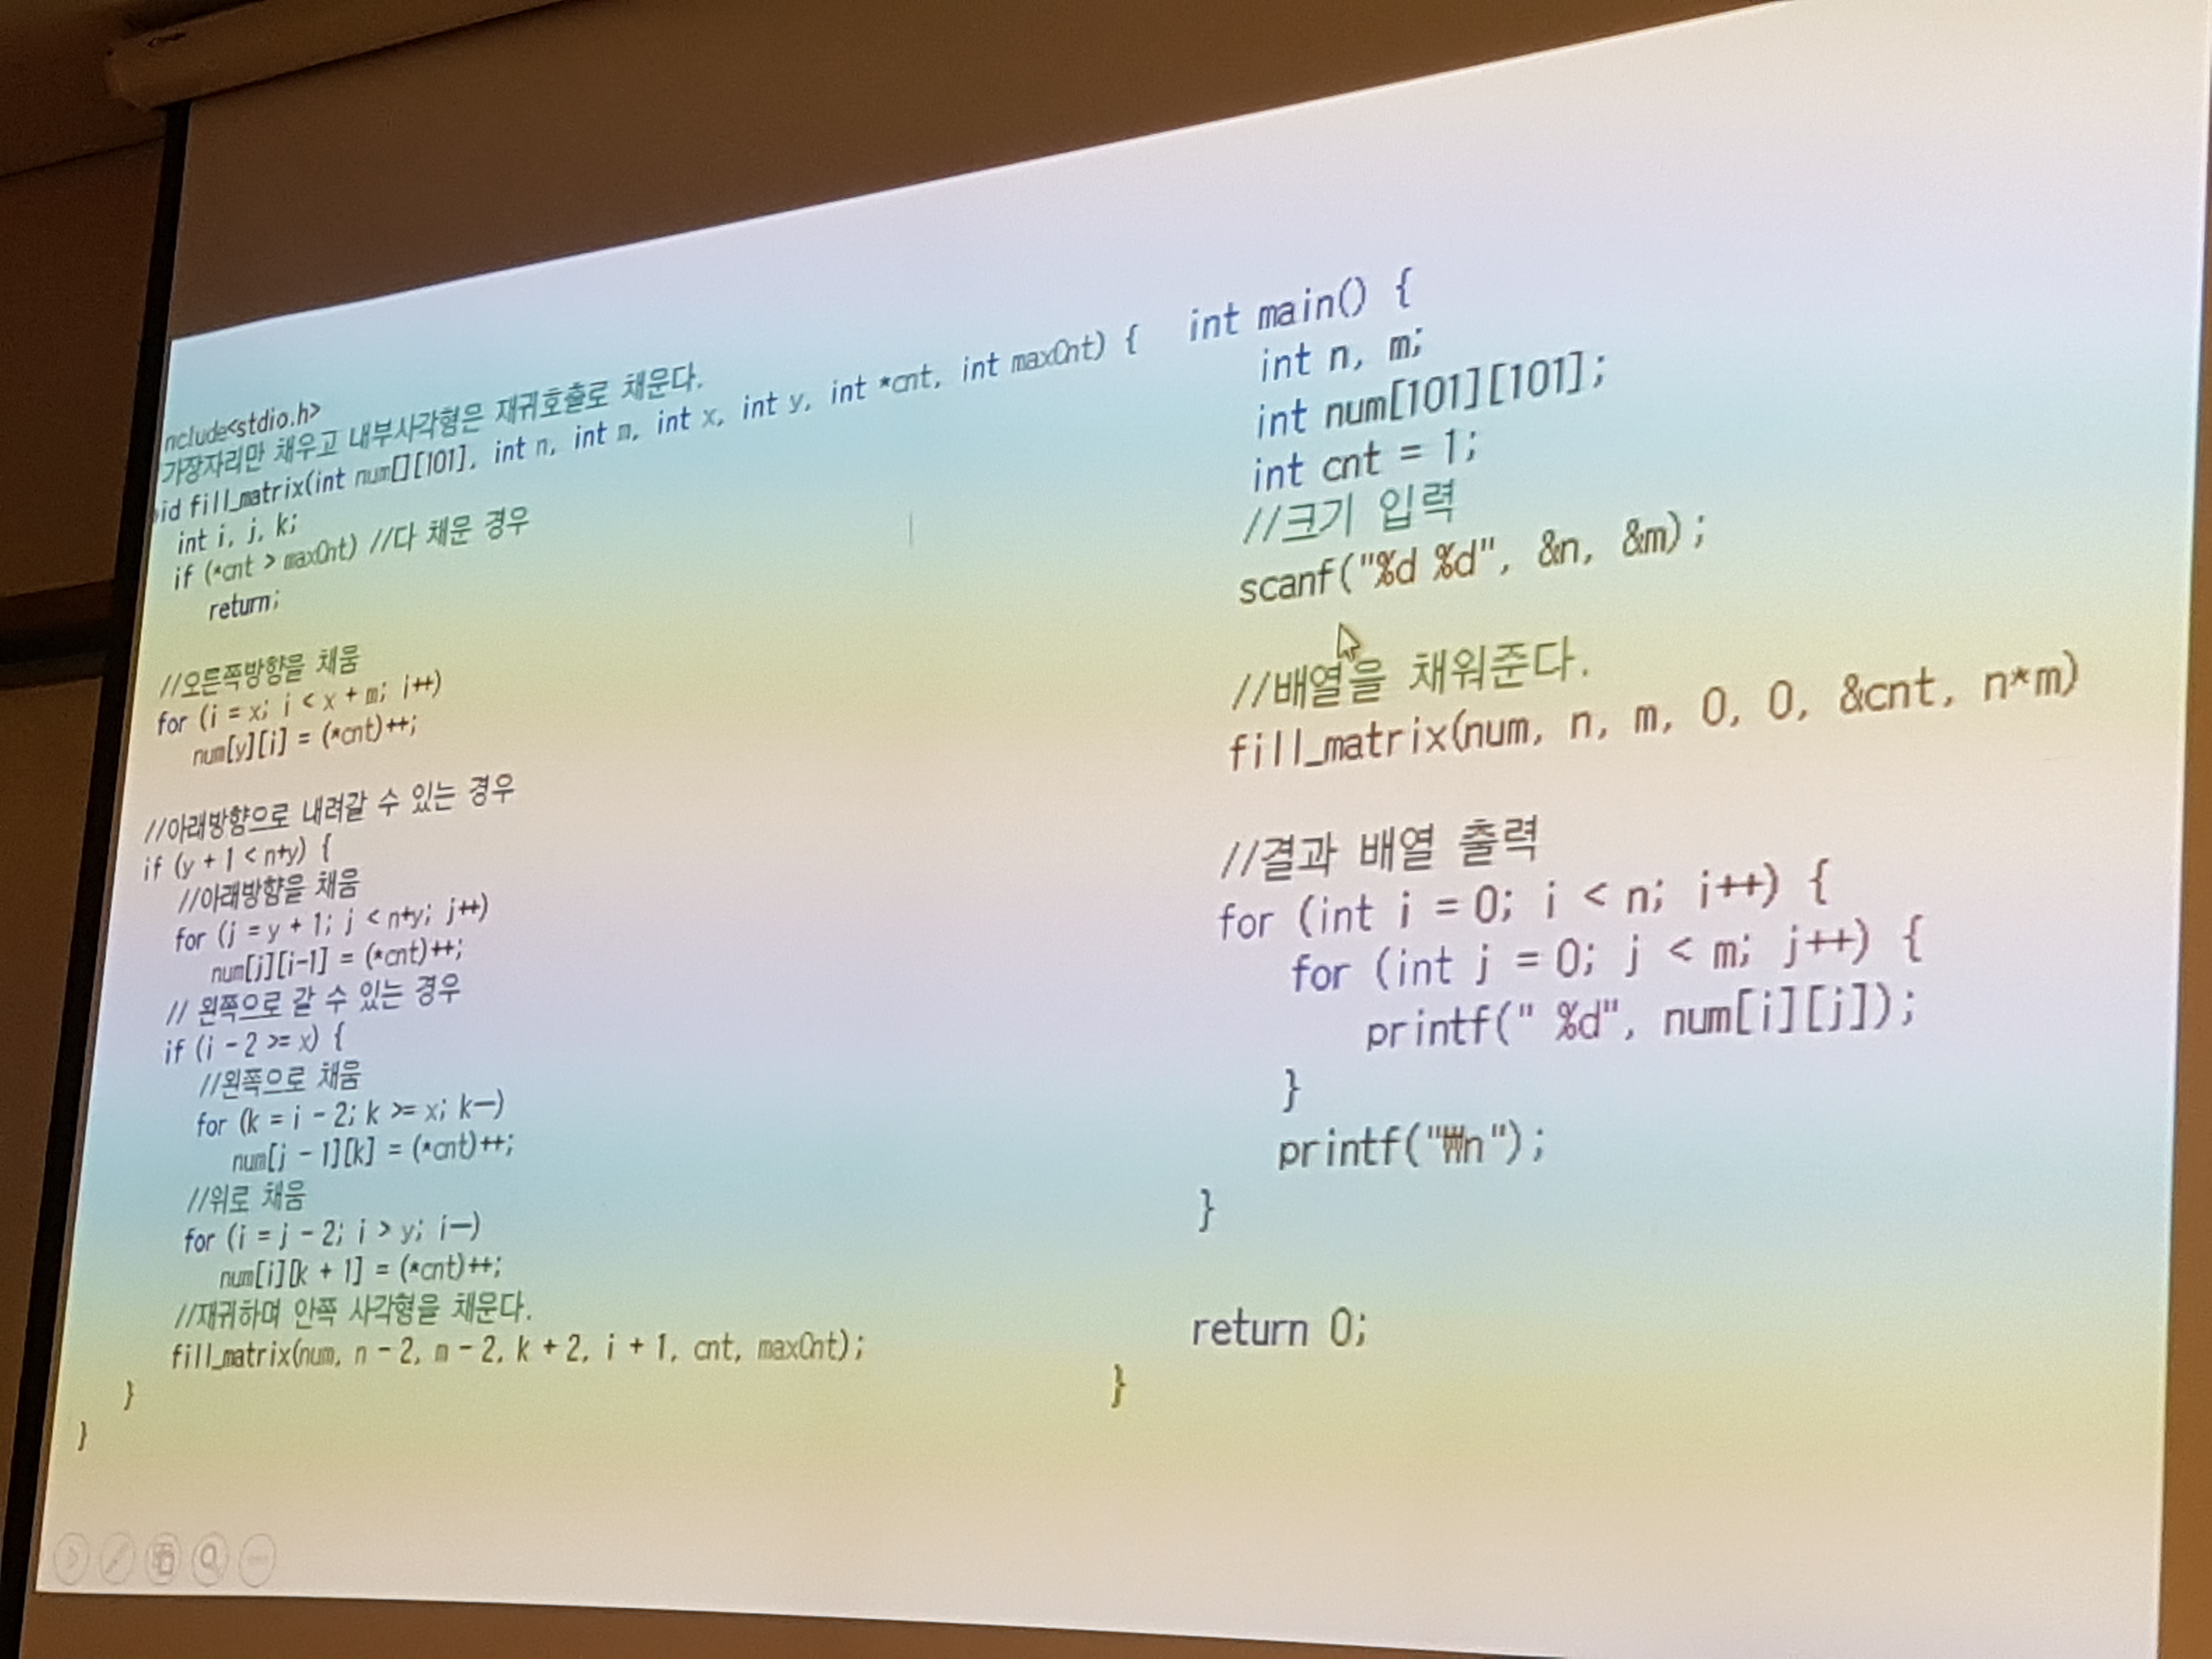 nclude<stdio.h>
가장자리만 채우고 내부사각형은 재귀호출로 채운다.
id fill_matrix(int num[][101], int n, int m, int x, int y, int *cnt, int maxCnt) {
int i, j, k;
if (*cnt > maxCnt) //다 채운 경우
return;
//오른쪽방향을 채움
for (i = x; i < x + m; i++)
num[y][i] = (*cnt)++;
//아래방향으로 내려갈 수 있는 경우
if (y + 1 < n+y) {
//아래방향을 채움
for (j = y + 1; j < n+y; j++)
num[j][i-1] = (*cnt)++;
// 왼쪽으로 갈 수 있는 경우
if (i - 2 >= x) {
//왼쪽으로 채움
for (k = i - 2; k >= x; k--)
num[j - 1][k] = (*cnt)++;
//위로 채움
for (i = j - 2; i > y; i--)
num[i][k + 1] = (*cnt)++;
//재귀하며 안쪽 사각형을 채운다.
fill_matrix(num, n - 2, m - 2, k + 2, i + 1, cnt, maxCnt);
}
}
int main() {
int n, m;
int num[101][101];
int cnt = 1;
//크기 입력
scanf("%d %d", &n, &m);
//배열을 채워준다.
fill_matrix(num, n, m, 0, 0, &cnt, n*m)
//결과 배열 출력
for (int i = 0; i < n; i++) {
for (int j = 0; j < m; j++) {
printf(" %d", num[i][j]);
}
printf("₩n");
}
return 0;
}